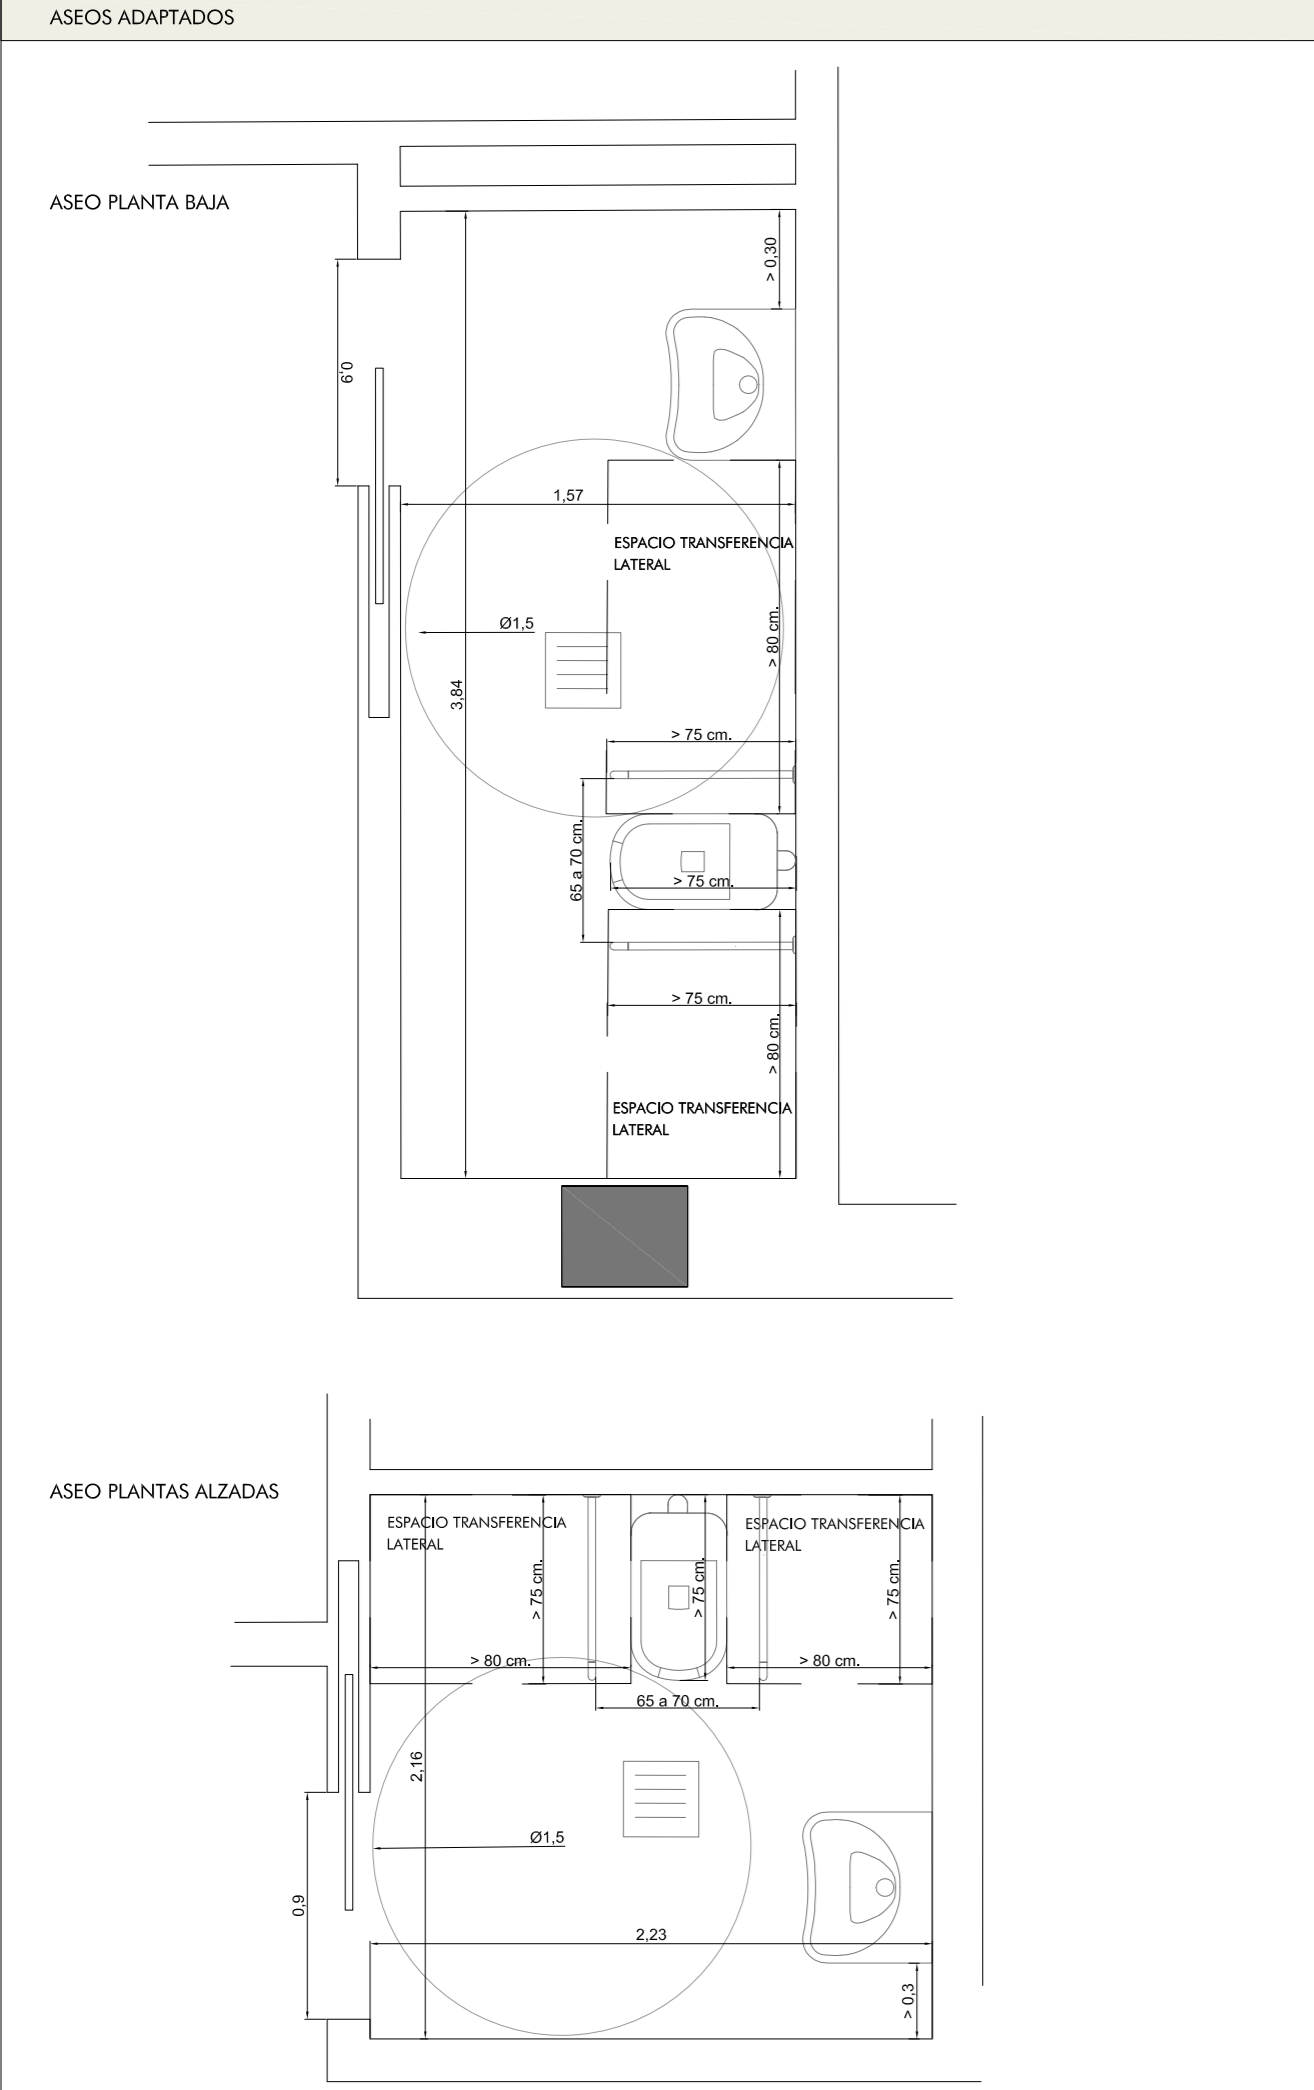 ASEOS ADAPTADOS
ASEO PLANTA BAJA
> 0,30
0,9
1,57
ESPACIO TRANSFERENCIA
LATERAL
Ø1,5
> 80 cm.
3,84
> 75 cm.
65 a 70 cm.
> 75 cm.
> 75 cm.
> 80 cm.
ESPACIO TRANSFERENCIA
LATERAL
ASEO PLANTAS ALZADAS
ESPACIO TRANSFERENCIA
LATERAL
ESPACIO TRANSFERENCIA
LATERAL
> 75 cm.
> 75 cm.
> 75 cm.
> 80 cm.
> 80 cm.
65 a 70 cm.
2,16
Ø1,5
0,9
2,23
> 0,3